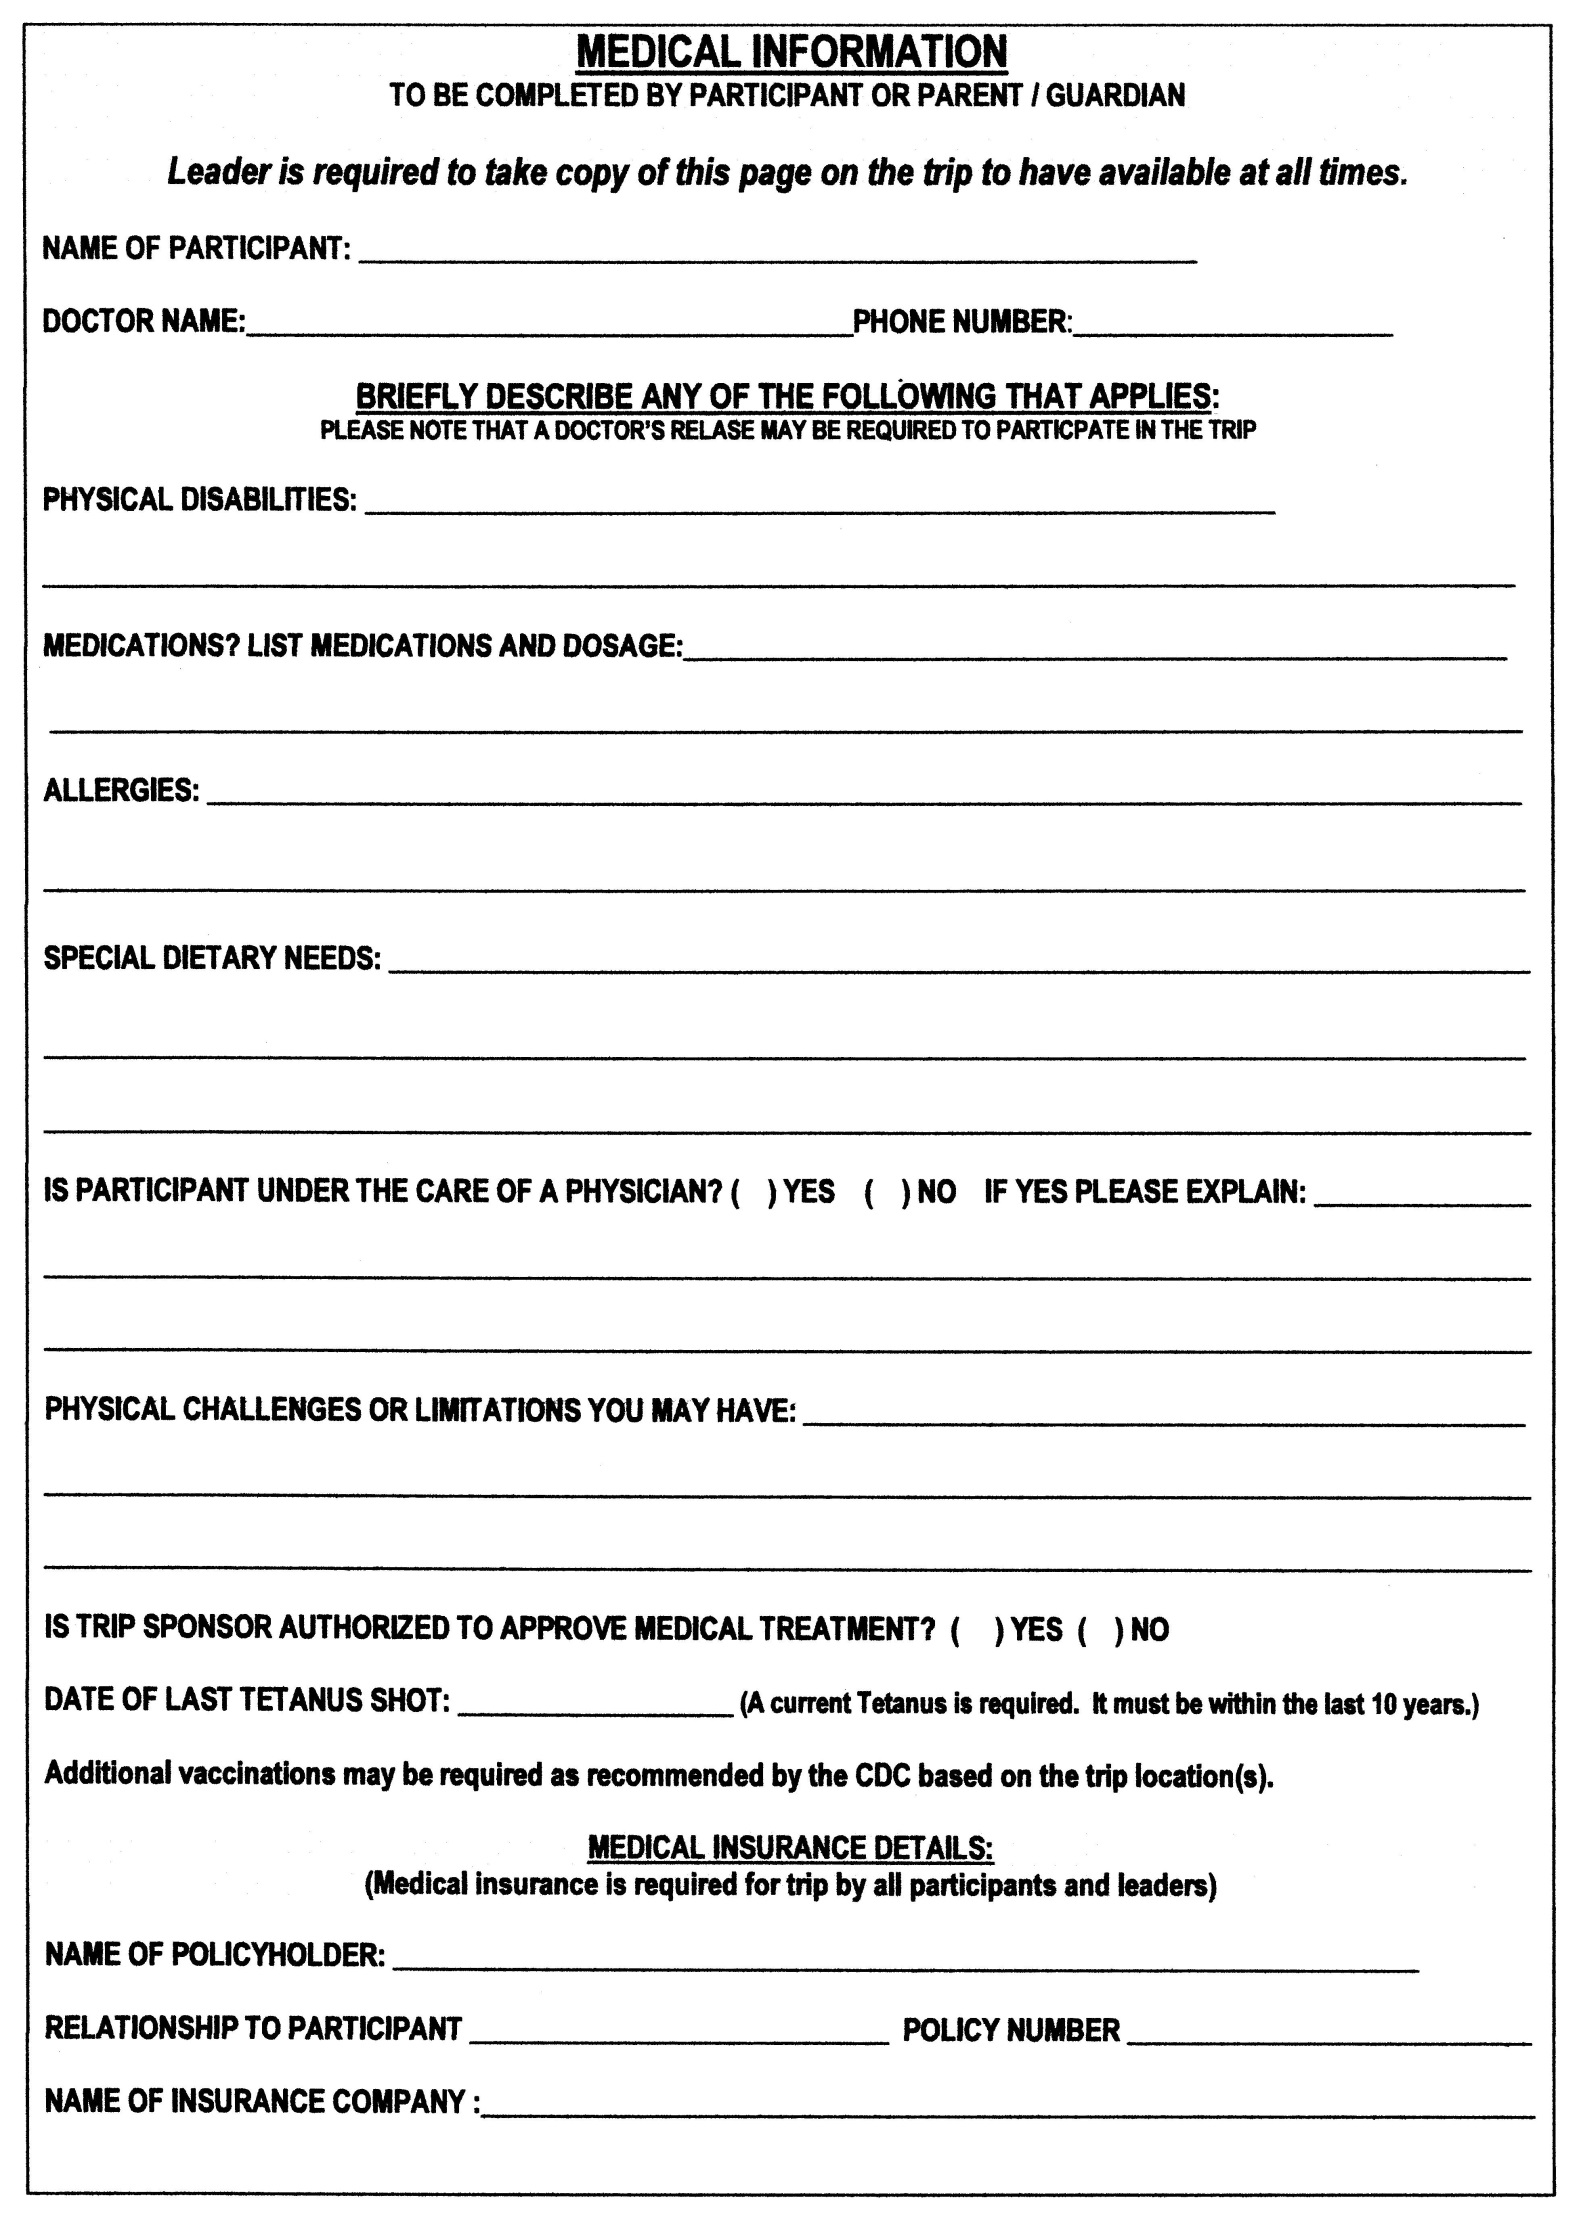 MEDICAL INFORMATION
TO BE COMPLETED BY PARTICIPANT OR PARENT / GUARDIAN
Leader is required to take copy of this page on the trip to have available at all times.
NAME OF PARTICIPANT:
DOCTOR NAME: PHONE NUMBER:
BRIEFLY DESCRIBE ANY OF THE FOLLOWING THAT APPLIES:
PLEASE NOTE THAT A DOCTOR'S RELASE MAY BE REQUIRED TO PARTICPATE IN THE TRIP
PHYSICAL DISABILITIES:
MEDICATIONS? LIST MEDICATIONS AND DOSAGE:
ALLERGIES:
SPECIAL DIETARY NEEDS:
IS PARTICIPANT UNDER THE CARE OF A PHYSICIAN? ( ) YES ( ) NO IF YES PLEASE EXPLAIN:
PHYSICAL CHALLENGES OR LIMITATIONS YOU MAY HAVE:
IS TRIP SPONSOR AUTHORIZED TO APPROVE MEDICAL TREATMENT? ( ) YES ( ) NO
DATE OF LAST TETANUS SHOT: (A current Tetanus is required. It must be within the last 10 years.)
Additional vaccinations may be required as recommended by the CDC based on the trip location(s).
MEDICAL INSURANCE DETAILS:
(Medical insurance is required for trip by all participants and leaders)
NAME OF POLICYHOLDER:
RELATIONSHIP TO PARTICIPANT POLICY NUMBER
NAME OF INSURANCE COMPANY :